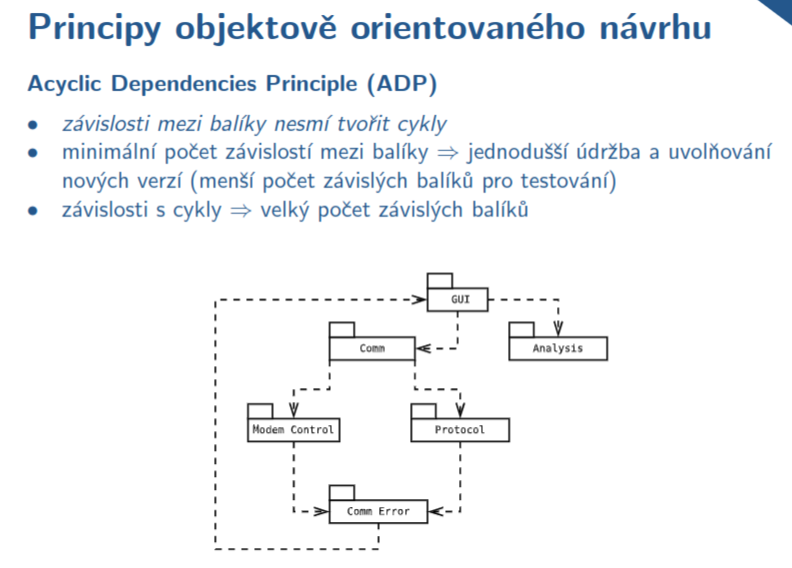 Principy objektově orientovaného návrhu
Acyclic Dependencies Principle (ADP)
• závislosti mezi balíky nesmí tvořit cykly
• minimální počet závislostí mezi balíky ⇒ jednodušší údržba a uvolňování
nových verzí (menší počet závislých balíků pro testování)
• závislosti s cykly ⇒ velký počet závislých balíků
GUI
Comm
Analysis
Modem Control
Protocol
Comm Error